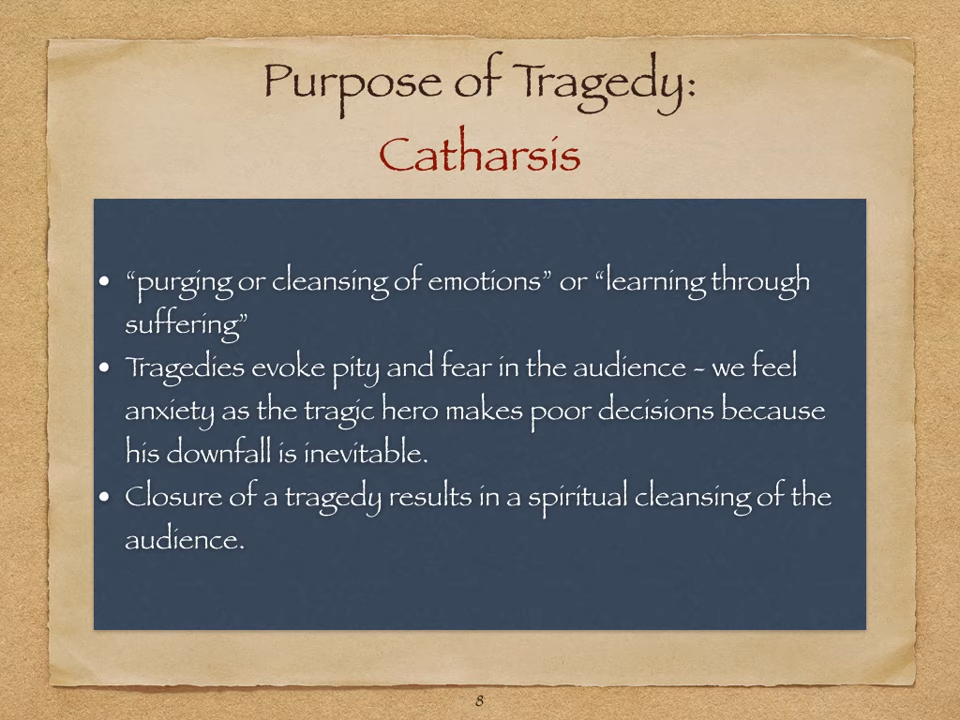 Purpose of Tragedy:
Catharsis
• “purging or cleansing of emotions” or “learning through
suffering”
• Tragedies evoke pity and fear in the audience - we feel
anxiety as the tragic hero makes poor decisions because
his downfall is inevitable.
• Closure of a tragedy results in a spiritual cleansing of the
audience.
8